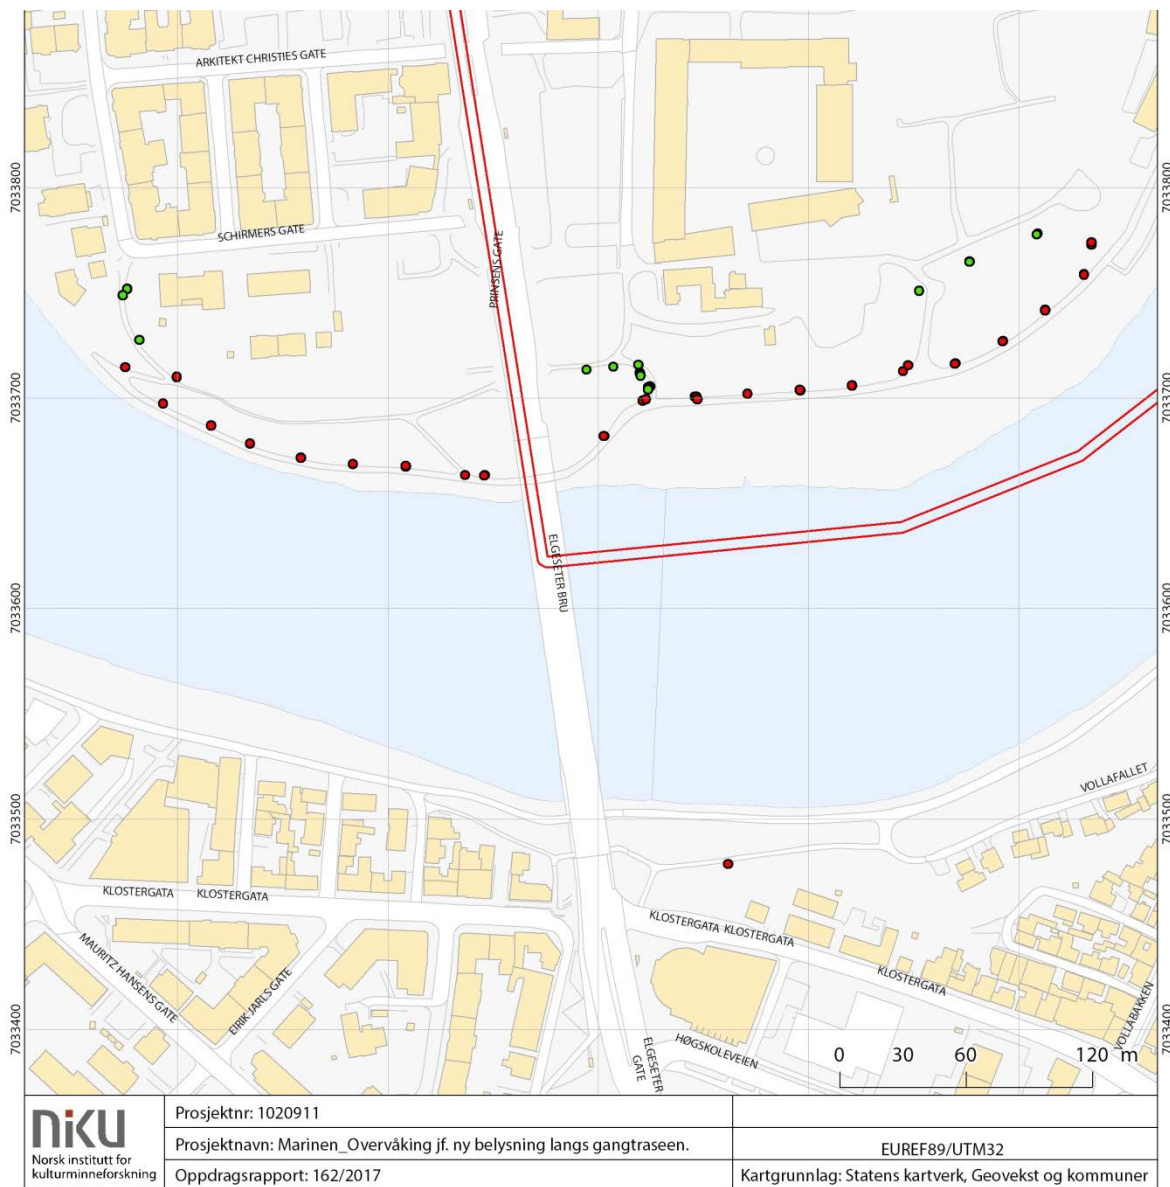 ARKITEKT CHRISTIES GATE
7033800
7033800
SCHIRMERS GATE
PRINSENS GATE
7033700
7033700
ELGESETER BRU
7033600
7033600
VOLLAFALLET
7033500
7033500
KLOSTERGATA KLOSTERGATA
KLOSTERGATA KLOSTERGATA
KLOSTERGATA
MAURITZ HANSENS GATE
EIRIK JARLS GATE
VOLLABAKKEN
7033400
7033400
HØGSKOLEVEIEN
ELGESETER
GATE
0 30 60 120 m
niku
Norsk institutt for
kulturminneforskning
Prosjektnr: 1020911
Prosjektnavn: Marinen_Overvåking jf. ny belysning langs gangtraseen.
EUREF89/UTM32
Oppdragsrapport: 162/2017
Kartgrunnlag: Statens kartverk, Geovekst og kommuner